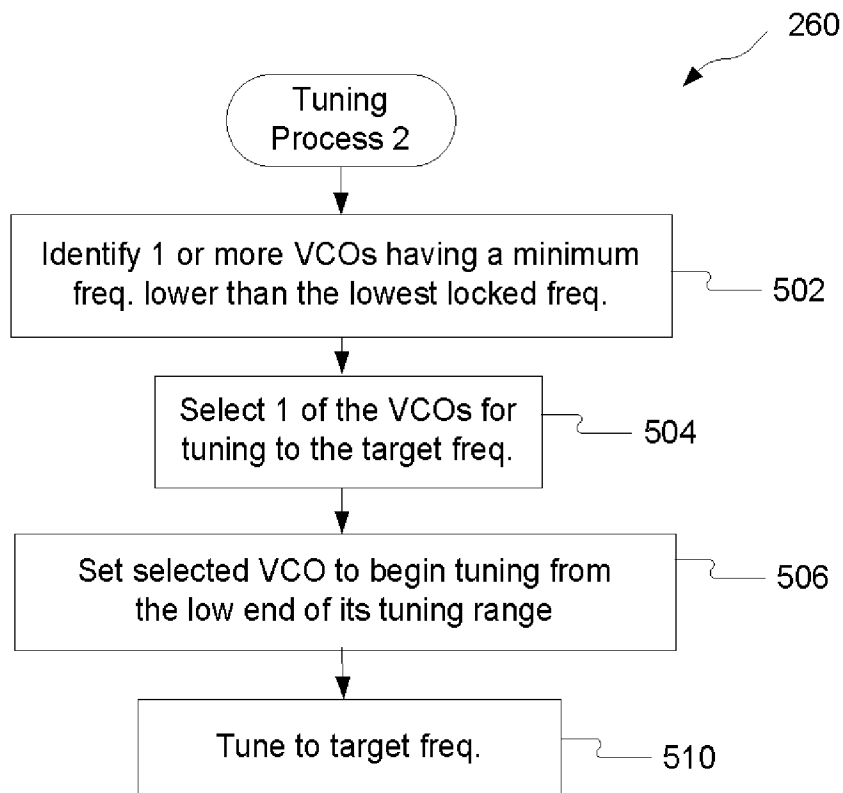 260
Tuning
Process 2
Identify 1 or more VCOs having a minimum
freq. lower than the lowest locked freq.
502
Select 1 of the VCOs for
tuning to the target freq.
504
Set selected VCO to begin tuning from
the low end of its tuning range
506
Tune to target freq.
510